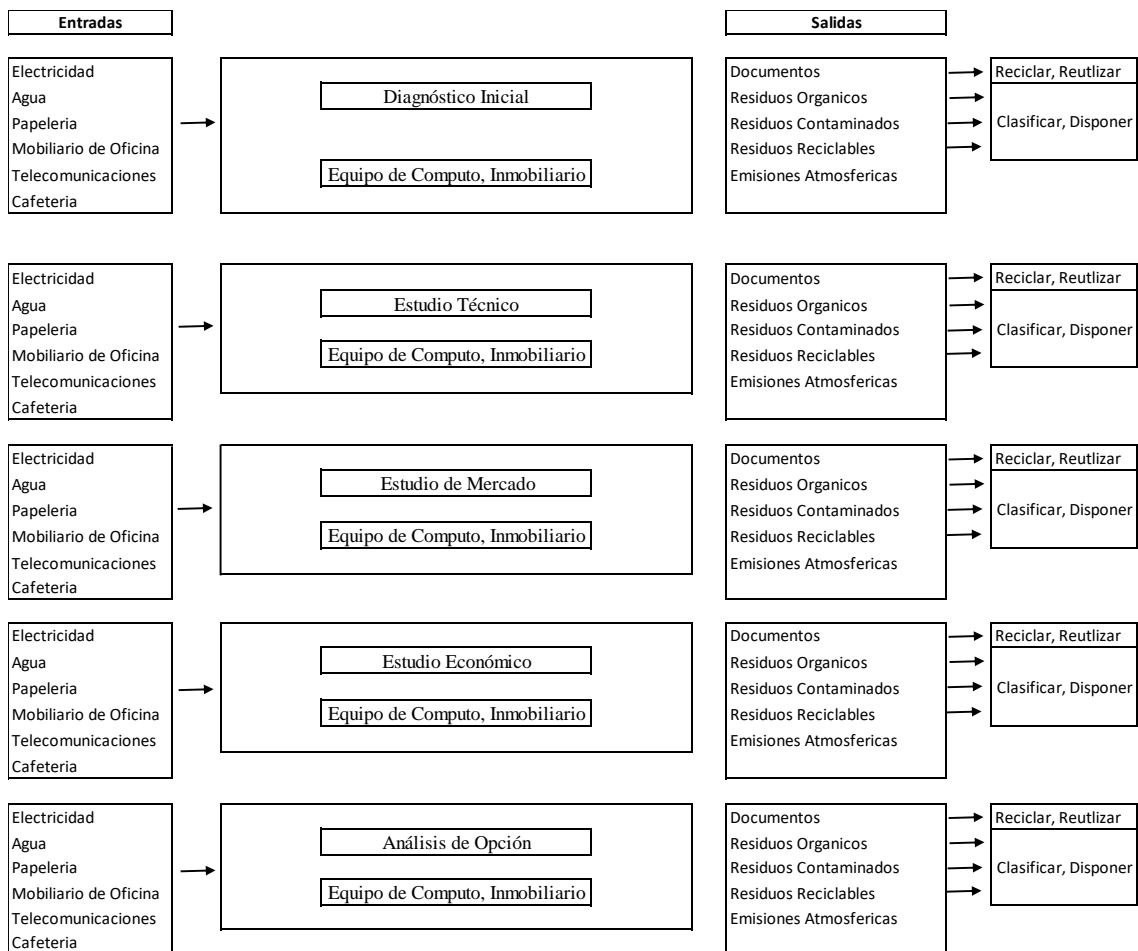 Entradas
Salidas
Electricidad
Agua
Papeleria
Mobiliario de Oficina
Telecomunicaciones
Cafeteria
Diagnóstico Inicial
Equipo de Computo, Inmobiliario
Documentos
Residuos Organicos
Residuos Contaminados
Residuos Reciclables
Emisiones Atmosfericas
Reciclar, Reutlizar
Clasificar, Disponer
Electricidad
Agua
Papeleria
Mobiliario de Oficina
Telecomunicaciones
Cafeteria
Estudio Técnico
Equipo de Computo, Inmobiliario
Documentos
Residuos Organicos
Residuos Contaminados
Residuos Reciclables
Emisiones Atmosfericas
Reciclar, Reutlizar
Clasificar, Disponer
Electricidad
Agua
Papeleria
Mobiliario de Oficina
Telecomunicaciones
Cafeteria
Estudio de Mercado
Equipo de Computo, Inmobiliario
Documentos
Residuos Organicos
Residuos Contaminados
Residuos Reciclables
Emisiones Atmosfericas
Reciclar, Reutlizar
Clasificar, Disponer
Electricidad
Agua
Papeleria
Mobiliario de Oficina
Telecomunicaciones
Cafeteria
Estudio Económico
Equipo de Computo, Inmobiliario
Documentos
Residuos Organicos
Residuos Contaminados
Residuos Reciclables
Emisiones Atmosfericas
Reciclar, Reutlizar
Clasificar, Disponer
Electricidad
Agua
Papeleria
Mobiliario de Oficina
Telecomunicaciones
Cafeteria
Análisis de Opción
Equipo de Computo, Inmobiliario
Documentos
Residuos Organicos
Residuos Contaminados
Residuos Reciclables
Emisiones Atmosfericas
Reciclar, Reutlizar
Clasificar, Disponer